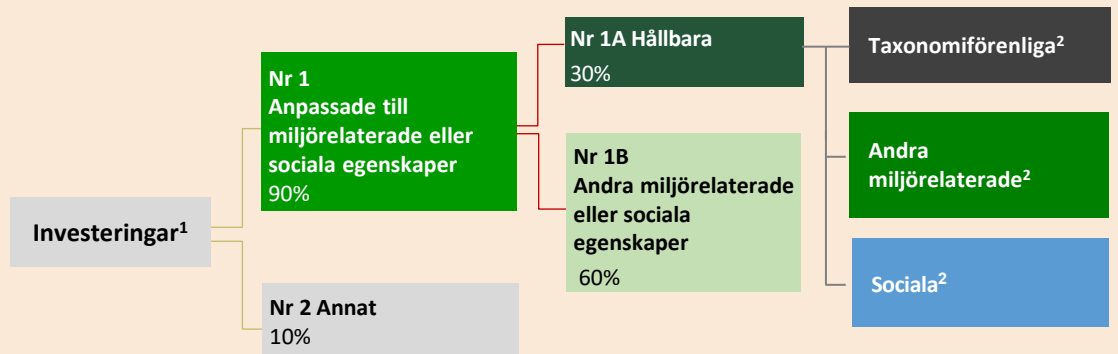 Investeringar¹
Nr 1
Anpassade till
miljörelaterade eller
sociala egenskaper
90%
Nr 2 Annat
10%
Nr 1A Hållbara
30%
Nr 1B
Andra miljörelaterade
eller sociala
egenskaper
60%
Taxonomiförenliga²
Andra
miljörelaterade²
Sociala²